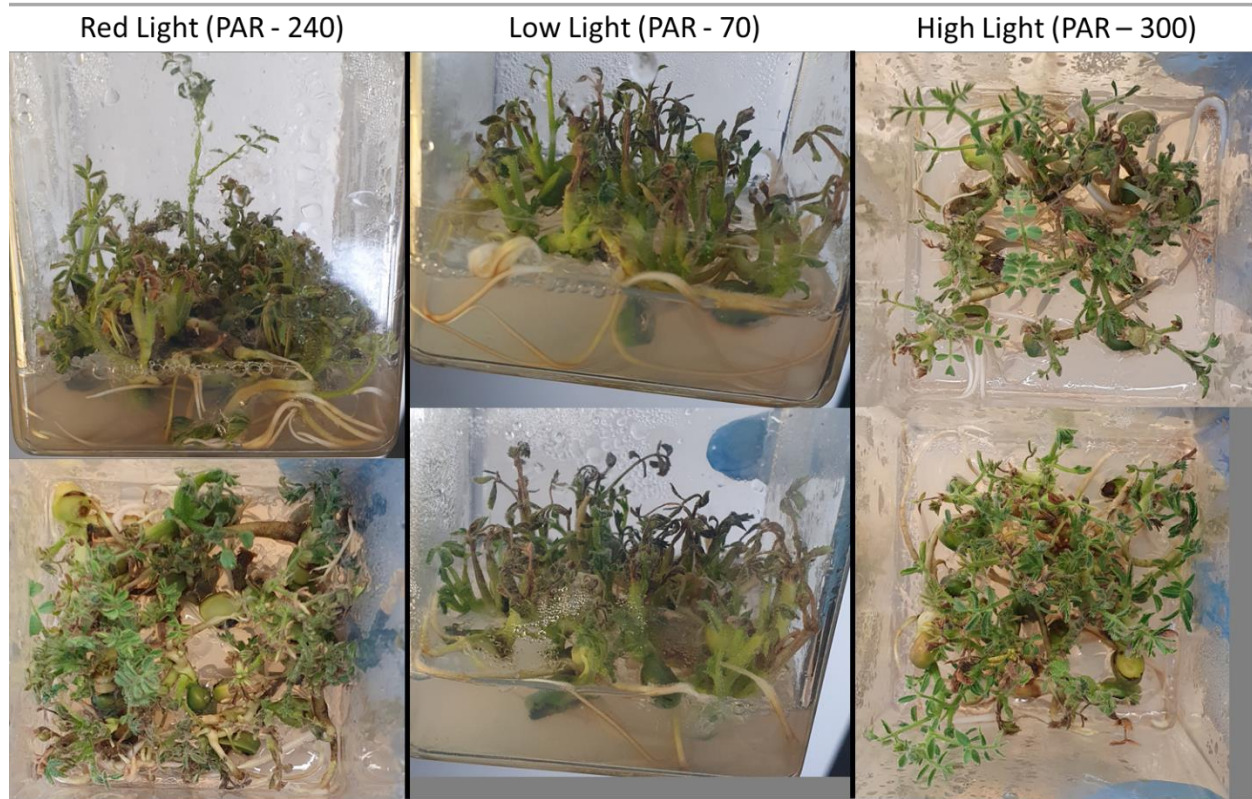 Red Light (PAR - 240)
Low Light (PAR - 70)
High Light (PAR – 300)